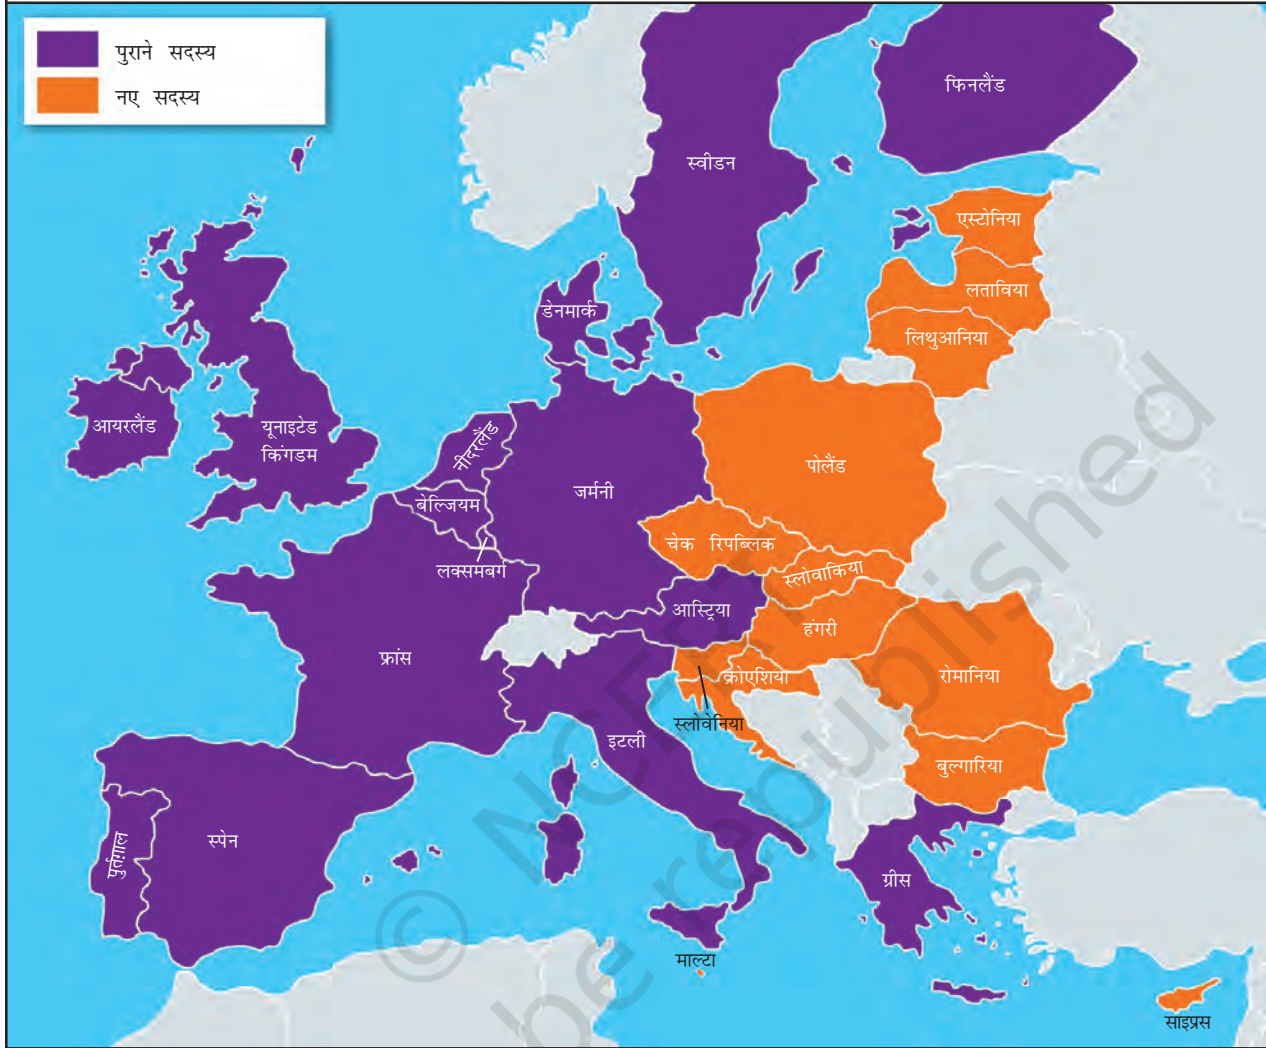 पुराने सदस्य
नए सदस्य
फिनलैंड
स्वीडन
एस्टोनिया
लताविया
डेनमार्क
लिथुआनिया
आयरलैंड
यूनाइटेड
किंगडम
नीदरलैंड
पोलैंड
जर्मनी
बेल्जियम
चेक रिपब्लिक
लक्समबर्ग
स्लोवाकिया
आस्ट्रिया
हंगरी
फ्रांस
क्रोएशिया
रोमानिया
स्लोवेनिया
इटली
बुल्गारिया
स्पेन
पुर्तगाल
ग्रीस
माल्टा
साइप्रस
© NCERT
be republished